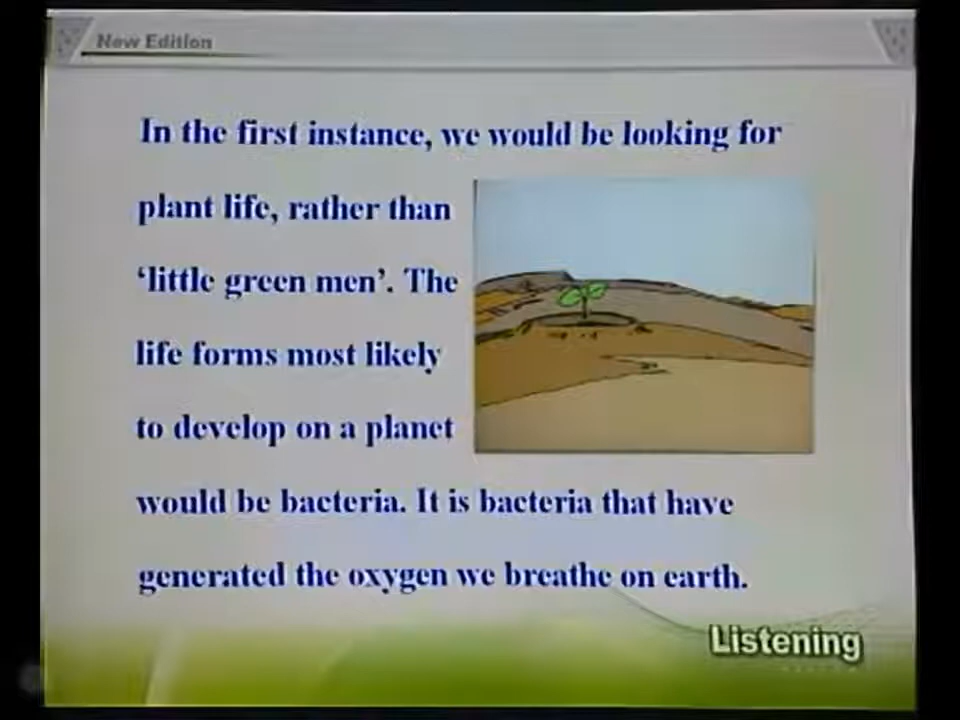 New Edition
In the first instance, we would be looking for
plant life, rather than
‘little green men’. The
life forms most likely
to develop on a planet
would be bacteria. It is bacteria that have
generated the oxygen we breathe on earth.
Listening